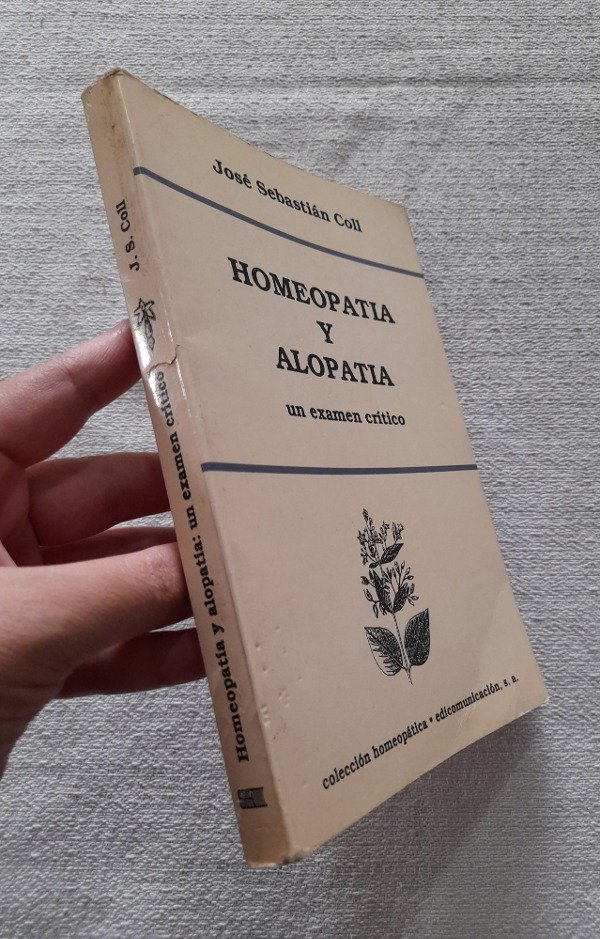 José Sebastián Coll
HOMEOPATIA
Y
ALOPATIA
un examen crítico
colección homeopática • edicomunicación, s. a.
J. S. Coll
Homeopatía y alopatía: un examen crítico